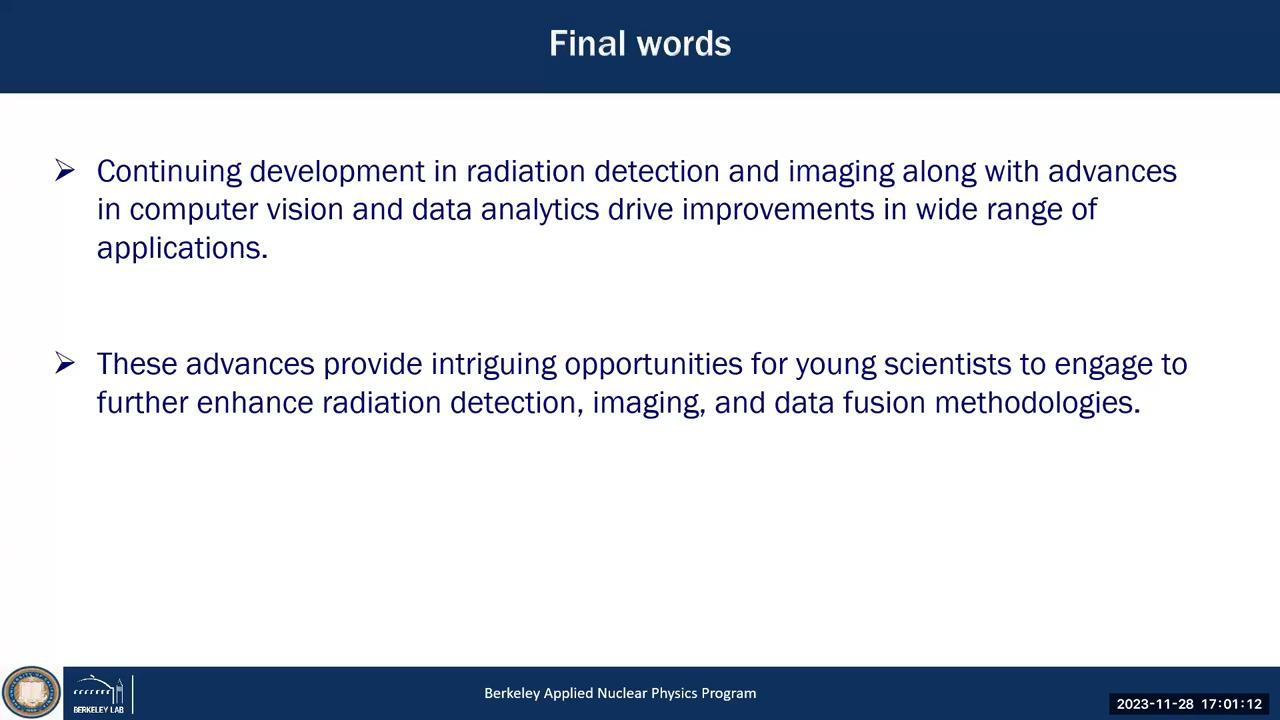 Final words
➢ Continuing development in radiation detection and imaging along with advances
in computer vision and data analytics drive improvements in wide range of
applications.
➢ These advances provide intriguing opportunities for young scientists to engage to
further enhance radiation detection, imaging, and data fusion methodologies.
BERKELEY LAB
Berkeley Applied Nuclear Physics Program
2023-11-28 17:01:12